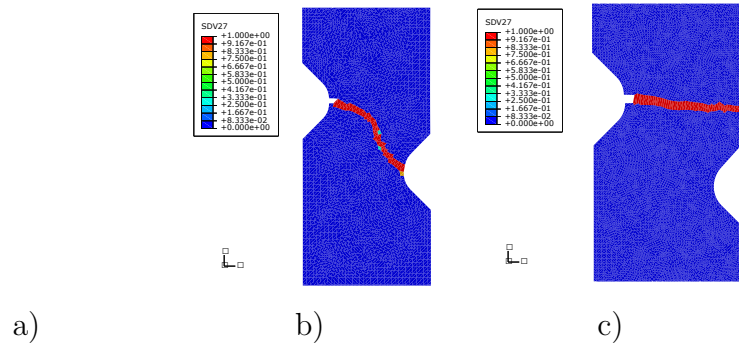 SDV27
+1.000e+00
+9.167e-01
+8.333e-01
+7.500e-01
+6.667e-01
+5.833e-01
+5.000e-01
+4.167e-01
+3.333e-01
+2.500e-01
+1.667e-01
+8.333e-02
+0.000e+00
SDV27
+1.000e+00
+9.167e-01
+8.333e-01
+7.500e-01
+6.667e-01
+5.833e-01
+5.000e-01
+4.167e-01
+3.333e-01
+2.500e-01
+1.667e-01
+8.333e-02
+0.000e+00
a) b) c)